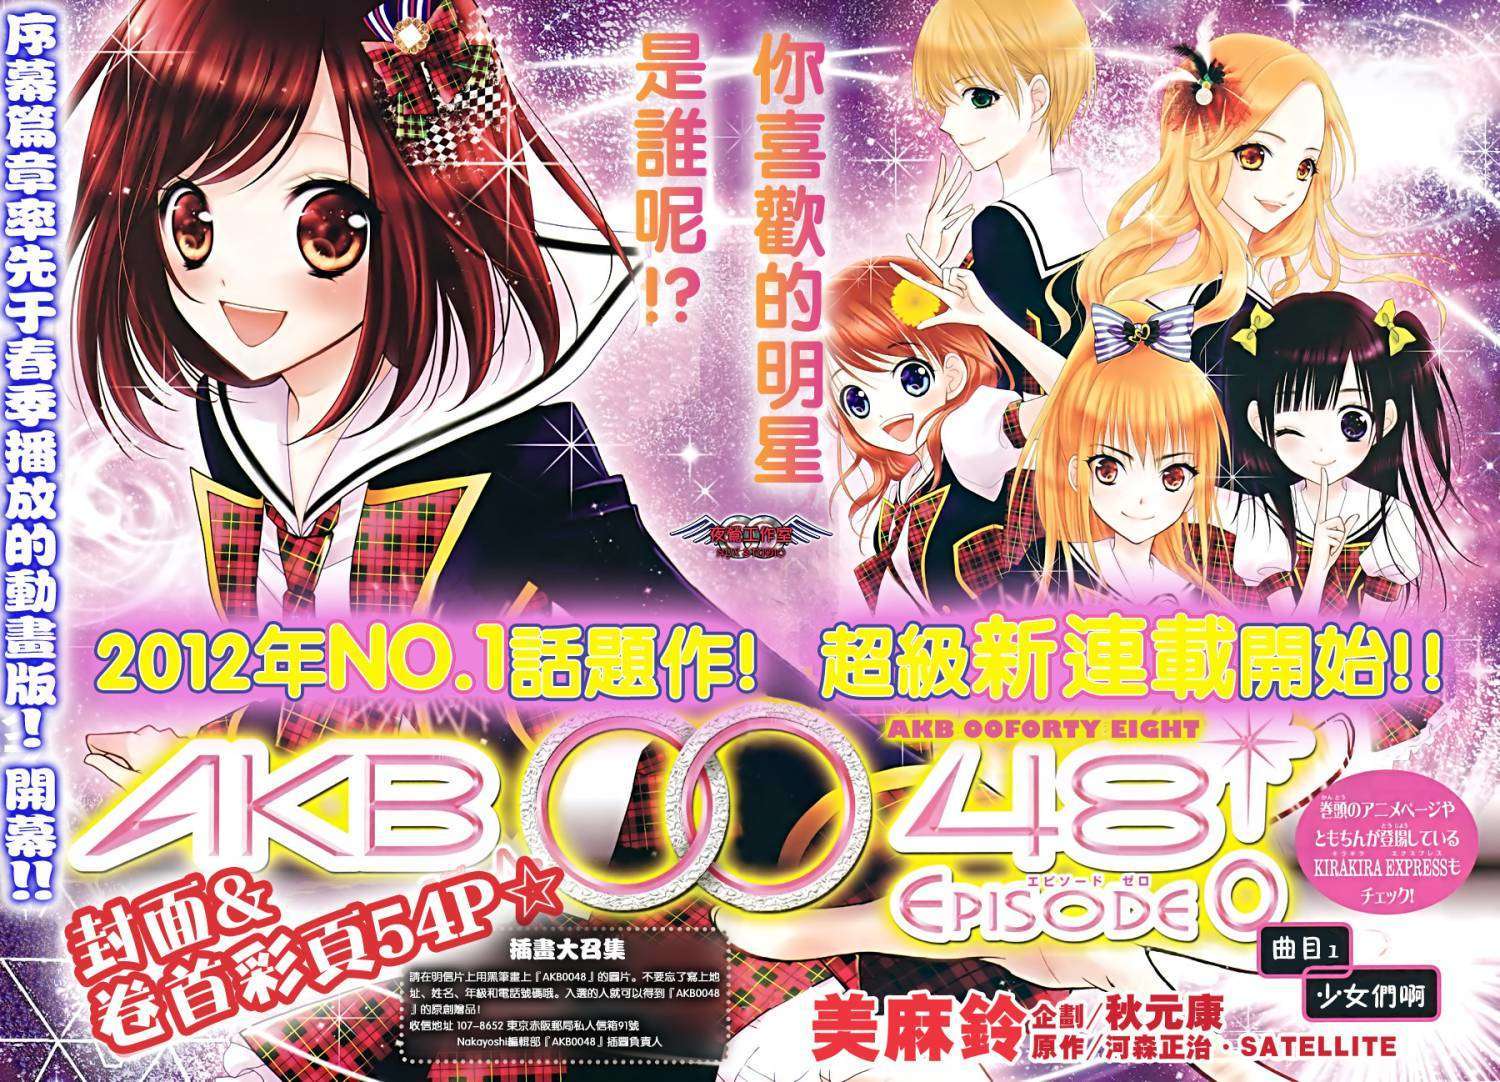 序幕篇章率先于春季播放的動畫版！開幕!!
你喜歡的明星
是誰呢!?
夜鶯工作室
2012年NO.1話題作!
超級新連載開始!!
AKB 00FORTY EIGHT
AKB0048
エピソード ゼロ
EPISODE 0
巻頭のアニメページや
ともちんが登場している
KIRAKIRA EXPRESSも
チェック!
封面&
卷首彩頁54P☆
插畫大召集
請在明信片上用黑筆畫上『AKB0048』的圖片。不要忘了寫上地
址、姓名、年級和電話號碼哦。入選的人就可以得到『AKB0048
』的原創贈品!
收信地址 107-8652 東京赤阪郵局私人信箱91號
Nakayoshi編輯部『AKB0048』插圖負責人
曲目1
少女們啊
美麻鈴
企劃/秋元康
原作/河森正治・SATELLITE